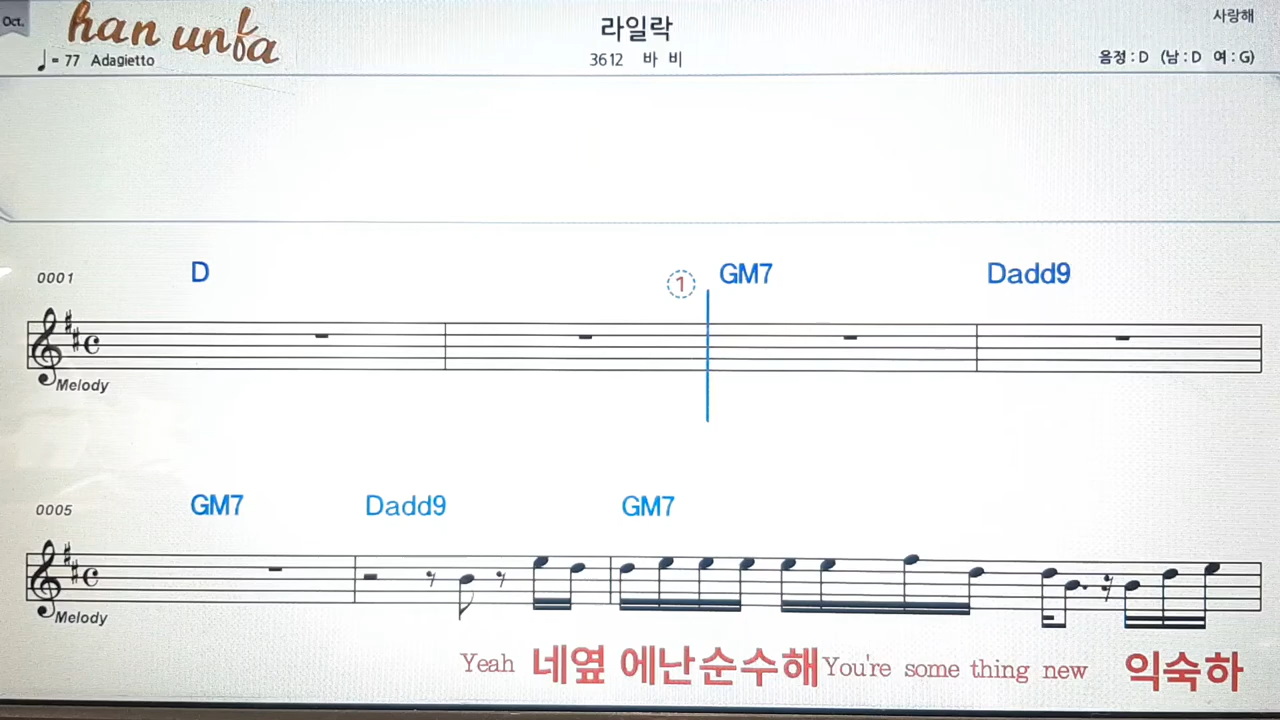 Oct.
han unfa
라일락
사랑해
♩= 77 Adagietto
3612 바 비
음정 : D (남 : D 여 : G)
0001
D
①
GM7
Dadd9
Melody
0005
GM7
Dadd9
GM7
Melody
Yeah 네옆 에난순수해 You're some thing new 익숙하